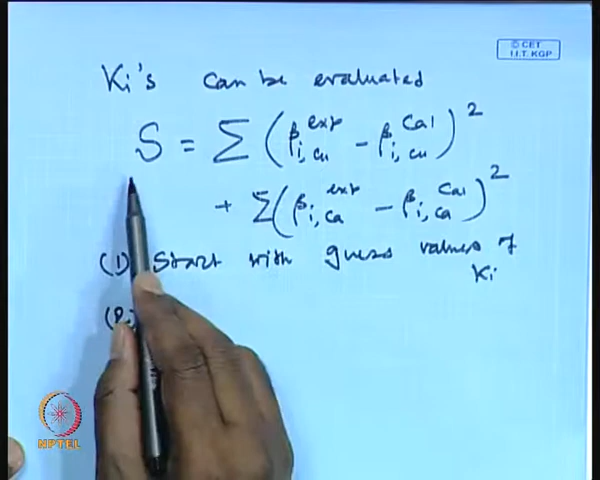 © CET
I.I.T. KGP
Ki's can be evaluated
S = Σ (βi,cu^exp - βi,cu^Cal)^2
+ Σ (βi,ca^exp - βi,ca^Cal)^2
(1) Start with guess values of
Ki
(2)
NPTEL